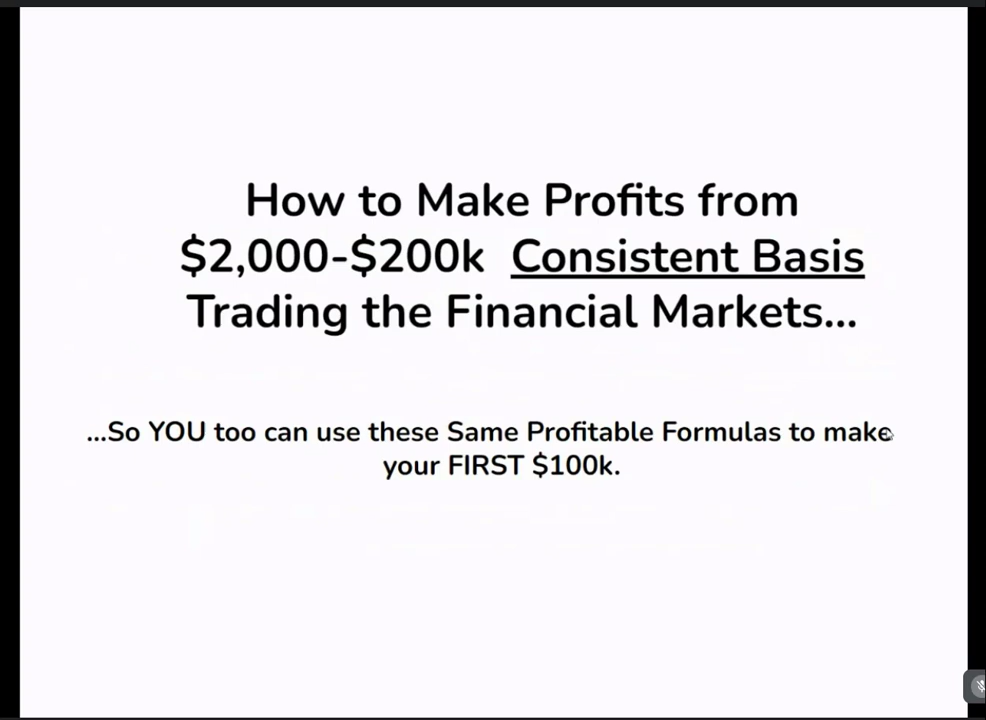 How to Make Profits from
$2,000-$200k Consistent Basis
Trading the Financial Markets...
...So YOU too can use these Same Profitable Formulas to make
your FIRST $100k.